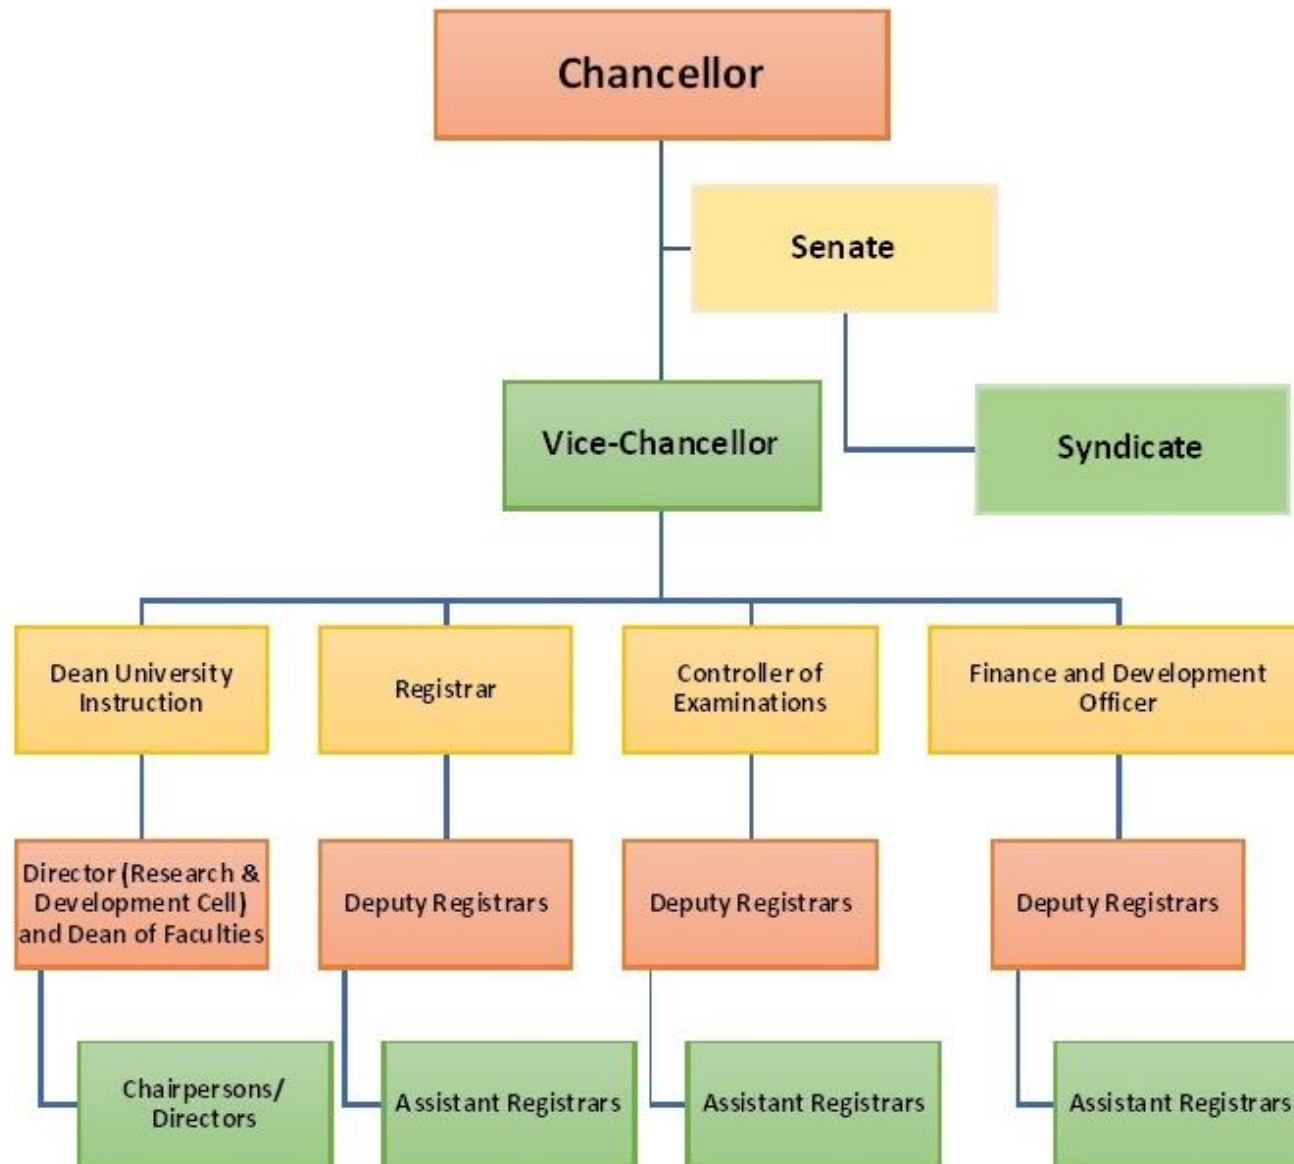 Chancellor
Senate
Vice-Chancellor
Syndicate
Dean University
Instruction
Registrar
Controller of
Examinations
Finance and Development
Officer
Director (Research &
Development Cell)
and Dean of Faculties
Deputy Registrars
Deputy Registrars
Deputy Registrars
Chairpersons/
Directors
Assistant Registrars
Assistant Registrars
Assistant Registrars